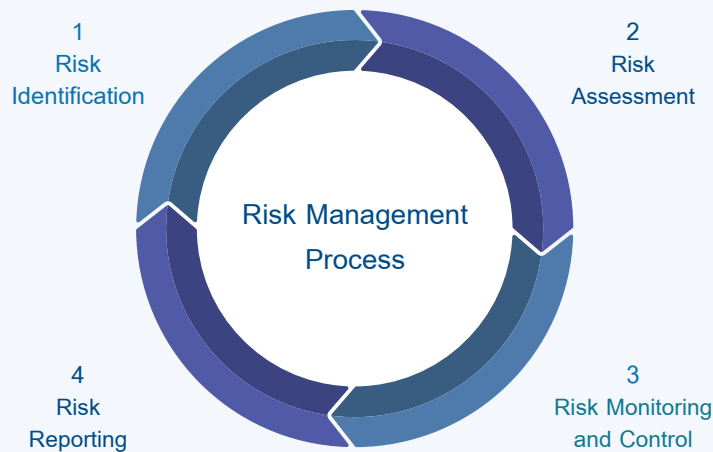 1
Risk
Identification
2
Risk
Assessment
Risk Management
Process
4
Risk
Reporting
3
Risk Monitoring
and Control